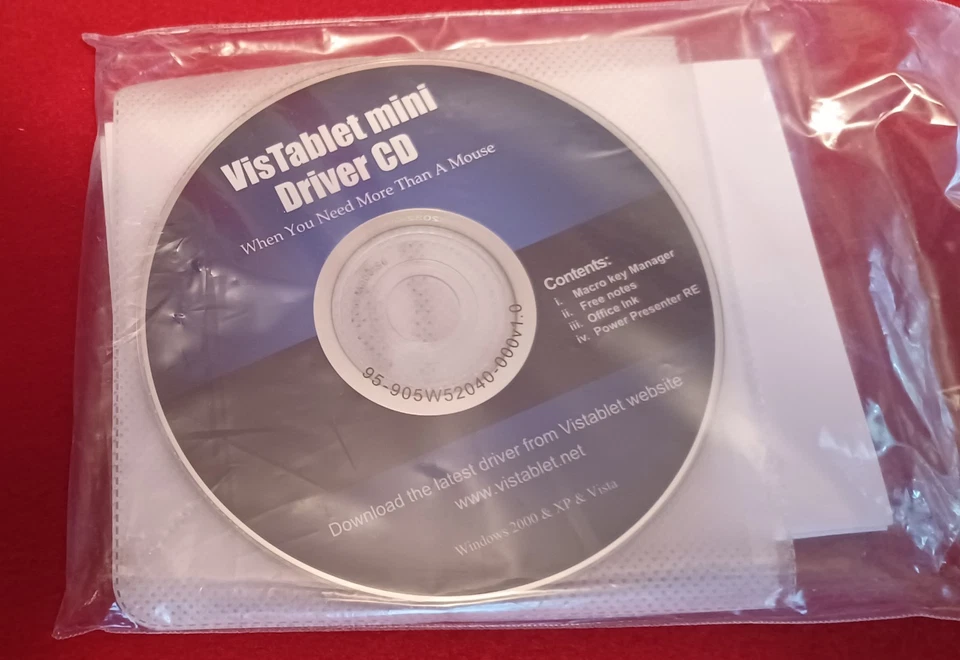 VisTablet mini
Driver CD
When You Need More Than A Mouse
Contents:
i. Macro key Manager
ii. Free notes
iii. Office Ink
iv. Power Presenter RE
95-905W52040-000v1.0
Download the latest driver from Vistablet website
www.vistablet.net
Windows 2000 & XP & Vista